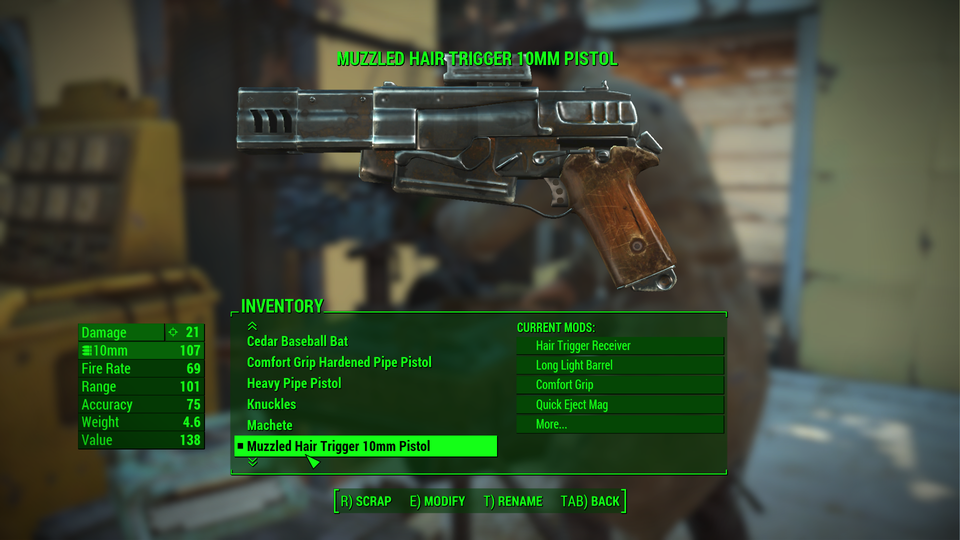 MUZZLED HAIR TRIGGER 10MM PISTOL
INVENTORY
Damage 21
10mm 107
Fire Rate 69
Range 101
Accuracy 75
Weight 4.6
Value 138
Cedar Baseball Bat
Comfort Grip Hardened Pipe Pistol
Heavy Pipe Pistol
Knuckles
Machete
Muzzled Hair Trigger 10mm Pistol
CURRENT MODS:
Hair Trigger Receiver
Long Light Barrel
Comfort Grip
Quick Eject Mag
More...
R) SCRAP E) MODIFY T) RENAME TAB) BACK